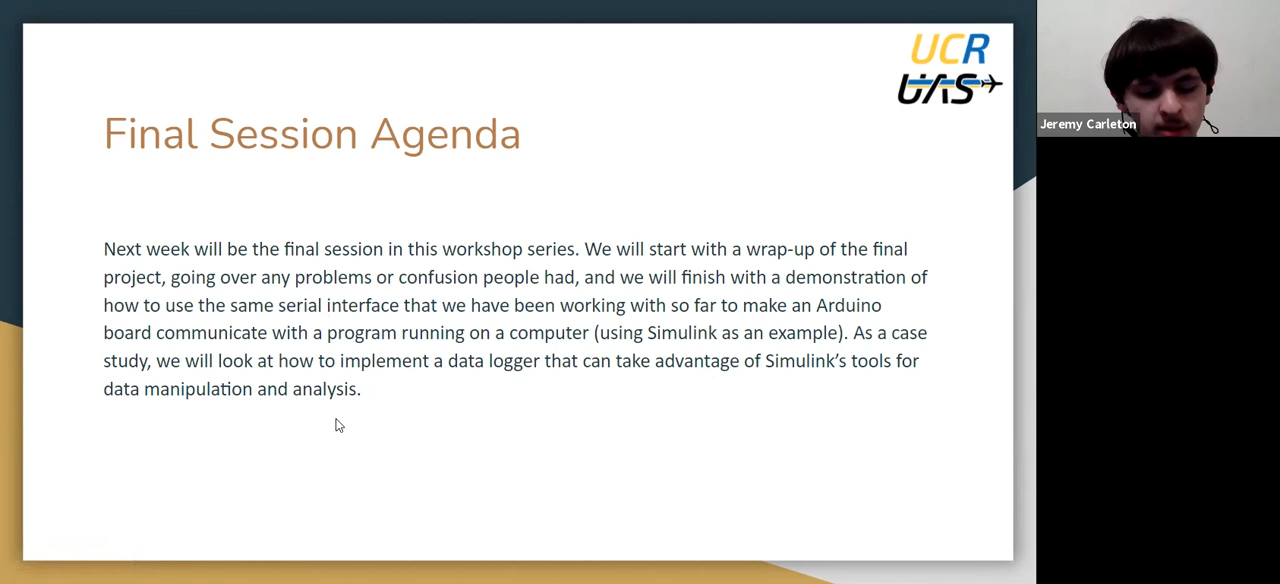 UCR
UAS
Final Session Agenda
Jeremy Carleton
Next week will be the final session in this workshop series. We will start with a wrap-up of the final
project, going over any problems or confusion people had, and we will finish with a demonstration of
how to use the same serial interface that we have been working with so far to make an Arduino
board communicate with a program running on a computer (using Simulink as an example). As a case
study, we will look at how to implement a data logger that can take advantage of Simulink’s tools for
data manipulation and analysis.